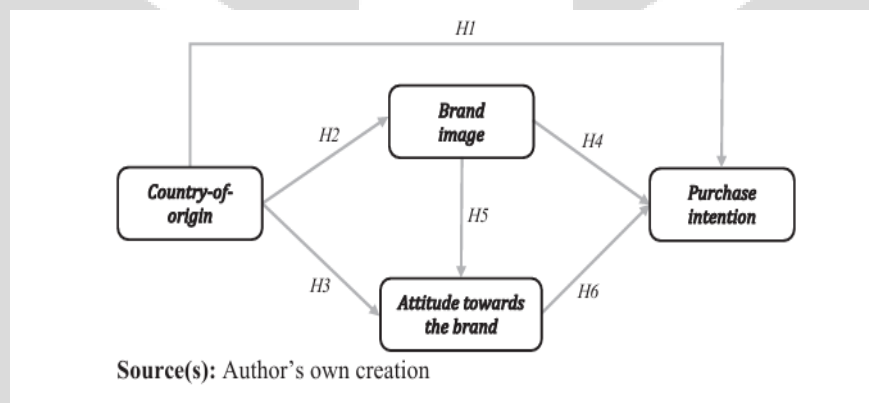 H1
Brand
image
H2
H4
Country-of-
origin
Purchase
intention
H5
H3
H6
Attitude towards
the brand
Source(s): Author's own creation